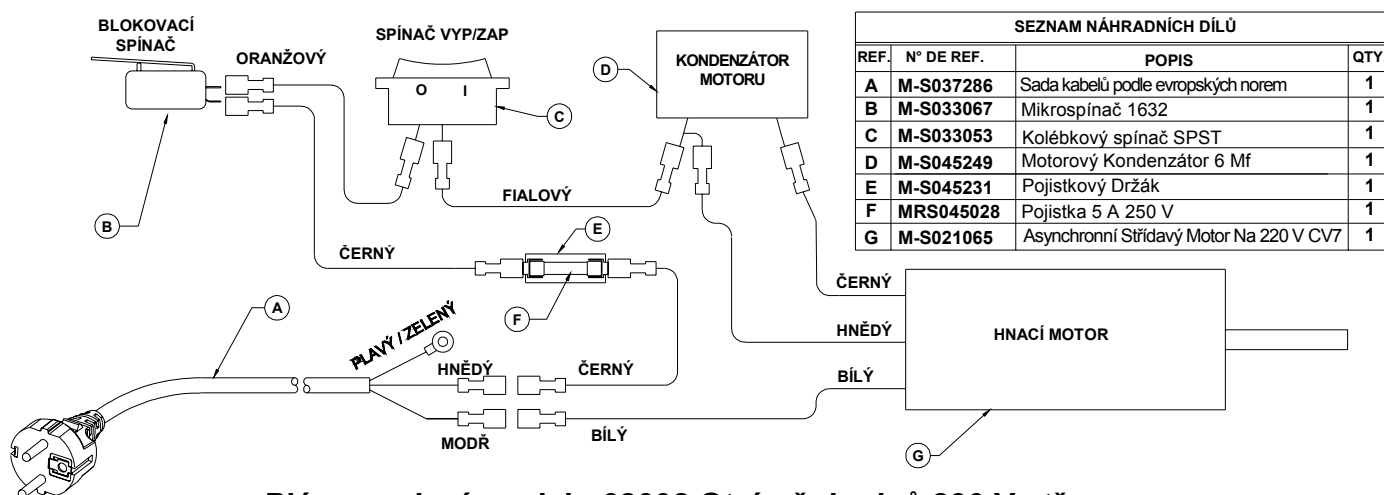 BLOKOVACÍ
SPÍNAČ
ORANŽOVÝ
SPÍNAČ VYP/ZAP
O I
KONDENZÁTOR
MOTORU
D
C
B
FIALOVÝ
ČERNÝ
E
F
A
PLAVÝ / ZELENÝ
HNĚDÝ
ČERNÝ
MODŘ
BÍLÝ
ČERNÝ
HNĚDÝ
BÍLÝ
HNACÍ MOTOR
G
SEZNAM NÁHRADNÍCH DÍLŮ
REF. N° DE REF. POPIS QTY
A M-S037286 Sada kabelů podle evropských norem 1
B M-S033067 Mikrospínač 1632 1
C M-S033053 Kolébkový spínač SPST 1
D M-S045249 Motorový Kondenzátor 6 Mf 1
E M-S045231 Pojistkový Držák 1
F MRS045028 Pojistka 5 A 250 V 1
G M-S021065 Asynchronní Střídavý Motor Na 220 V CV7 1